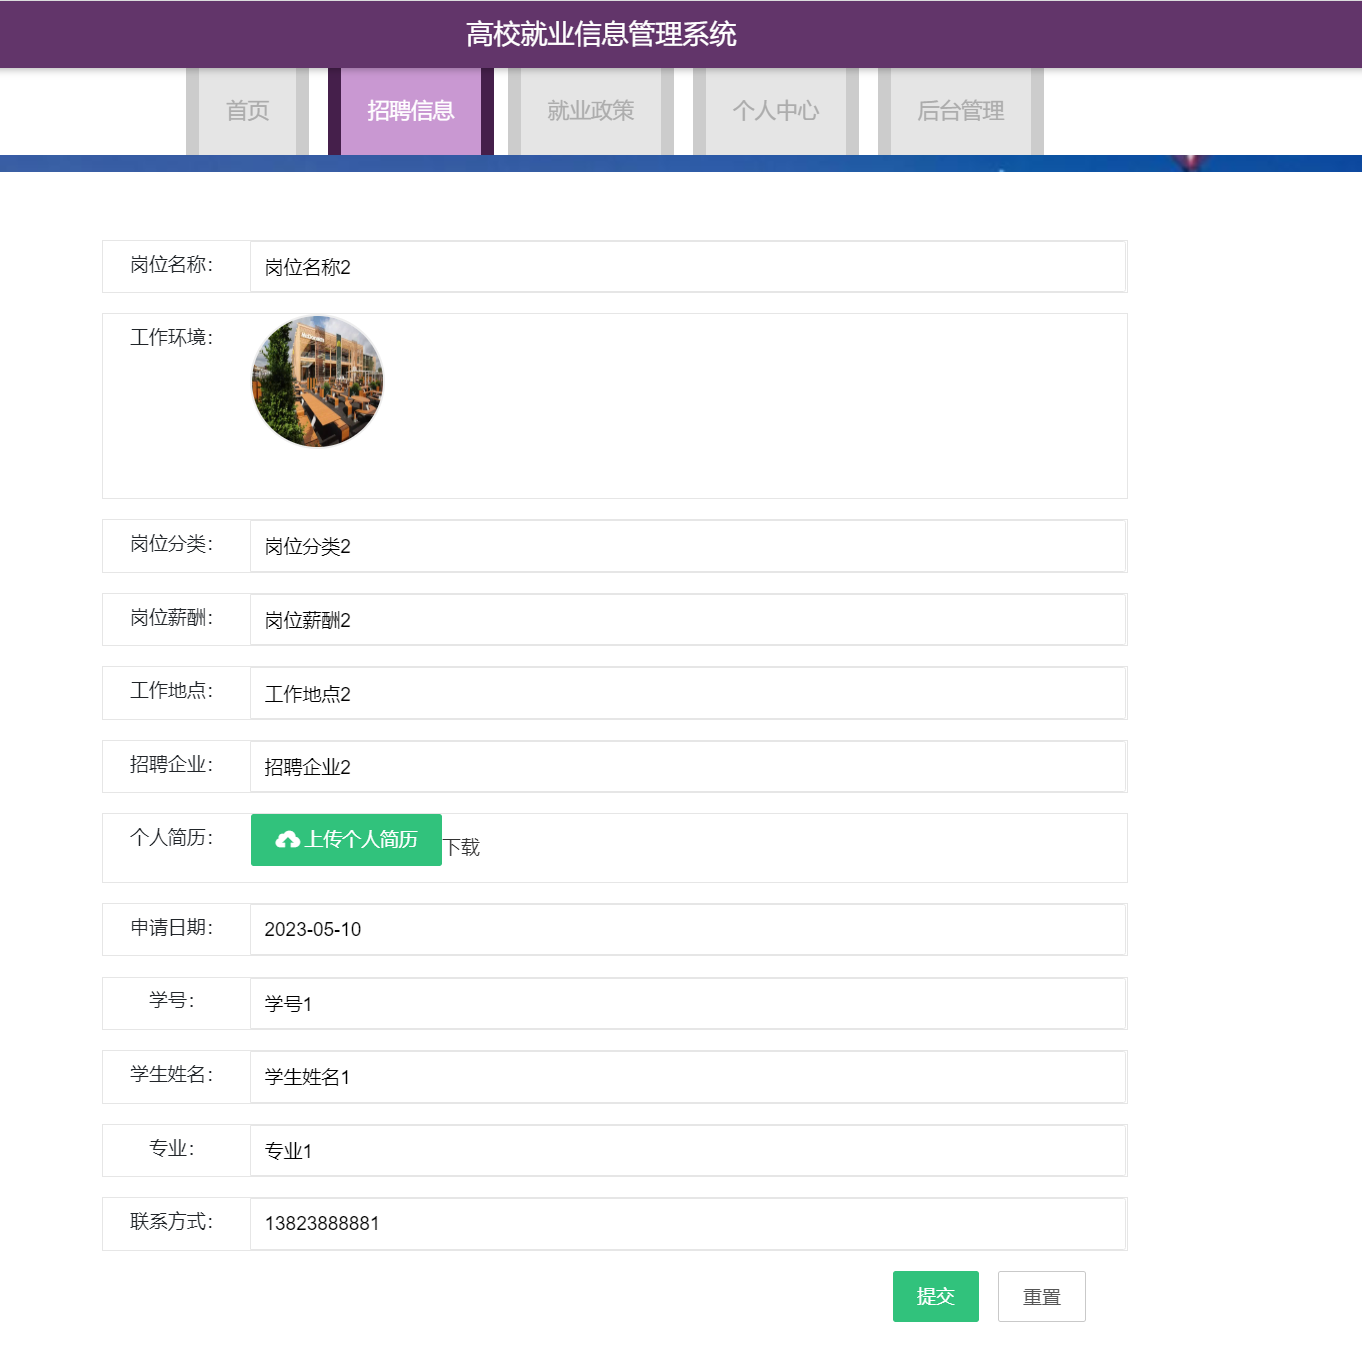 高校就业信息管理系统
首页 招聘信息 就业政策 个人中心 后台管理
岗位名称： 岗位名称2
工作环境：
岗位分类： 岗位分类2
岗位薪酬： 岗位薪酬2
工作地点： 工作地点2
招聘企业： 招聘企业2
个人简历： 上传个人简历 下载
申请日期： 2023-05-10
学号： 学号1
学生姓名： 学生姓名1
专业： 专业1
联系方式： 13823888881
提交 重置